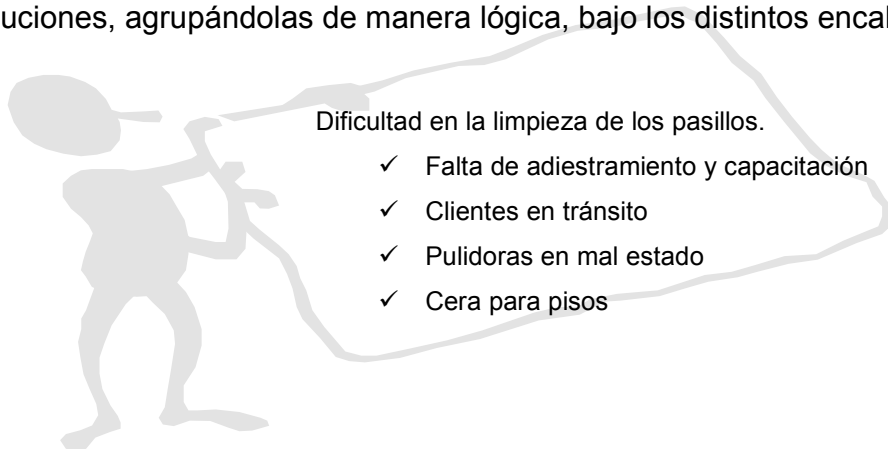 uciones, agrupándolas de manera lógica, bajo los distintos
Dificultad en la limpieza de los pasillos.
✓ Falta de adiestramiento y capacitación
✓ Clientes en tránsito
✓ Pulidoras en mal estado
✓ Cera para pisos